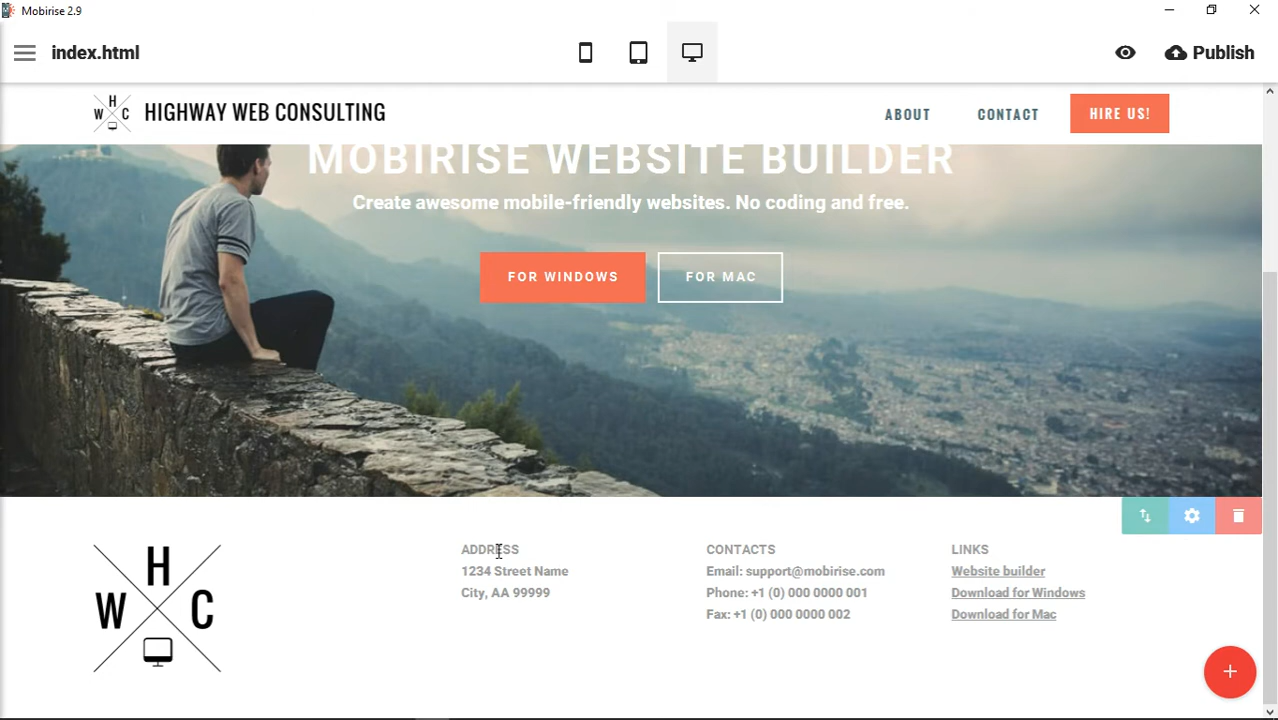 Mobirise 2.9
index.html
Publish
H
W C
HIGHWAY WEB CONSULTING
ABOUT CONTACT HIRE US!
MOBIRISE WEBSITE BUILDER
Create awesome mobile-friendly websites. No coding and free.
FOR WINDOWS FOR MAC
H
W C
ADDRESS
1234 Street Name
City, AA 99999
CONTACTS
Email: support@mobirise.com
Phone: +1 (0) 000 0000 001
Fax: +1 (0) 000 0000 002
LINKS
Website builder
Download for Windows
Download for Mac